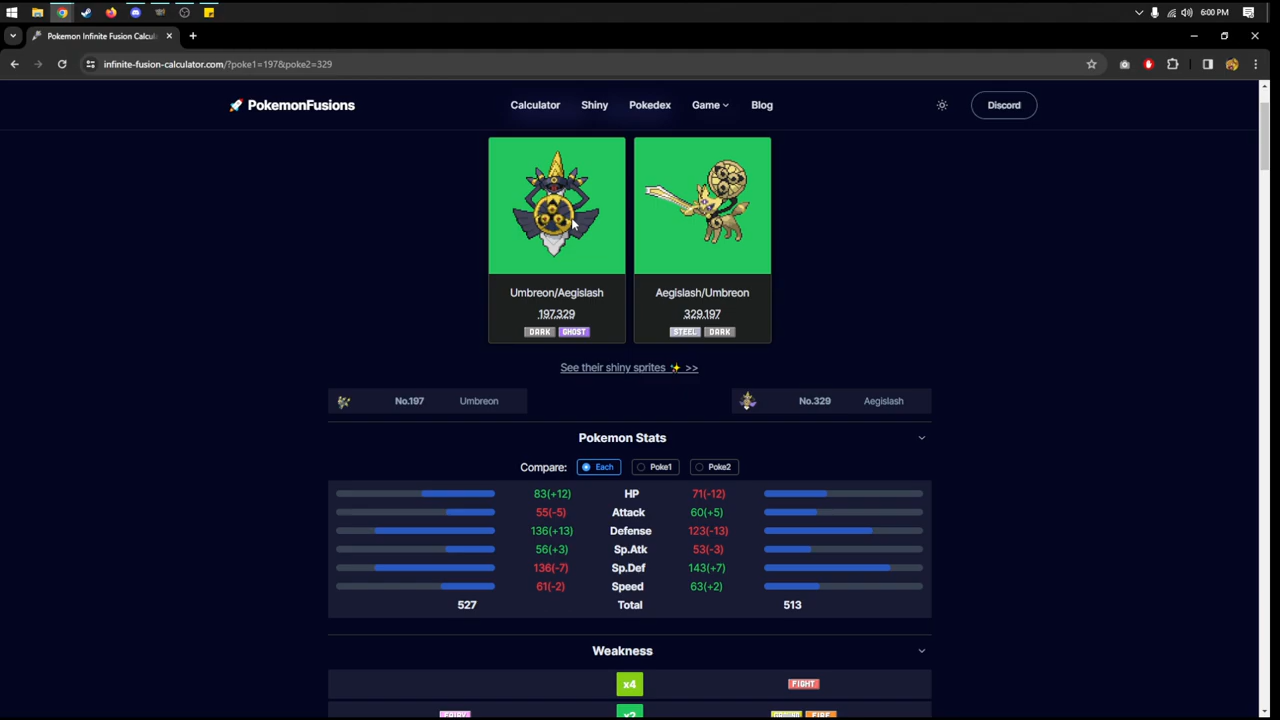 6:00 PM
Pokemon Infinite Fusion Calcul
infinite-fusion-calculator.com/?poke1=197&poke2=329
PokemonFusions
Calculator Shiny Pokedex Game Blog
Discord
Umbreon/Aegislash Aegislash/Umbreon
197.329 329.197
DARK GHOST STEEL DARK
See their shiny sprites ✨ >>
No.197 Umbreon No.329 Aegislash
Pokemon Stats
Compare: Each Poke1 Poke2
83(+12) HP 71(-12)
55(-5) Attack 60(+5)
136(+13) Defense 123(-13)
56(+3) Sp.Atk 53(-3)
136(-7) Sp.Def 143(+7)
61(-2) Speed 63(+2)
527 Total 513
Weakness
x4 FIGHT
FAIRY x2 GROUND FIRE